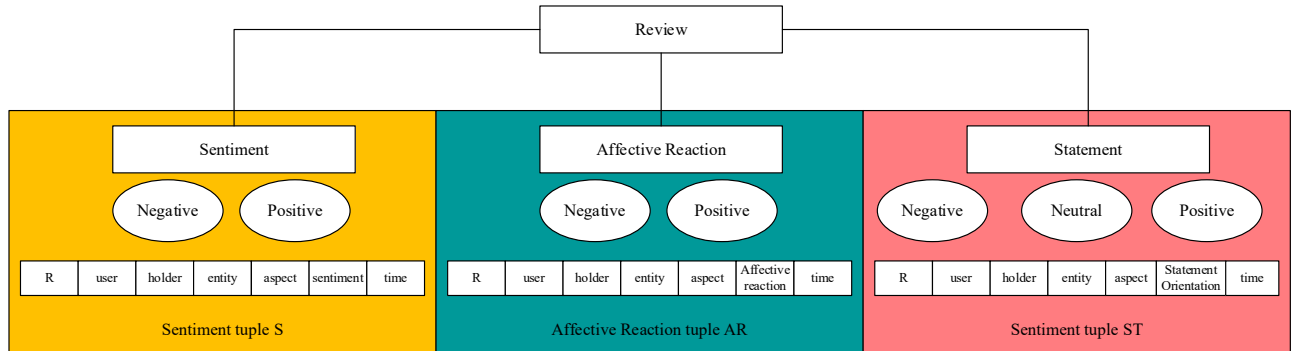 Review
Sentiment
Affective Reaction
Statement
Negative
Positive
Negative
Positive
Negative
Neutral
Positive
R user holder entity aspect sentiment time
R user holder entity aspect Affective reaction time
R user holder entity aspect Statement Orientation time
Sentiment tuple S
Affective Reaction tuple AR
Sentiment tuple ST